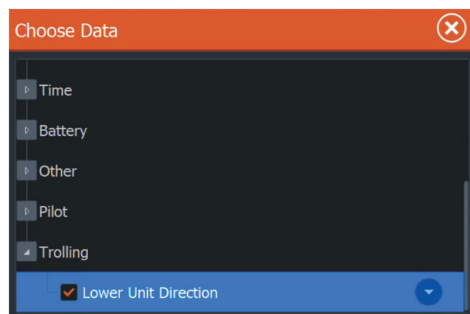 Choose Data
Time
Battery
Other
Pilot
Trolling
Lower Unit Direction